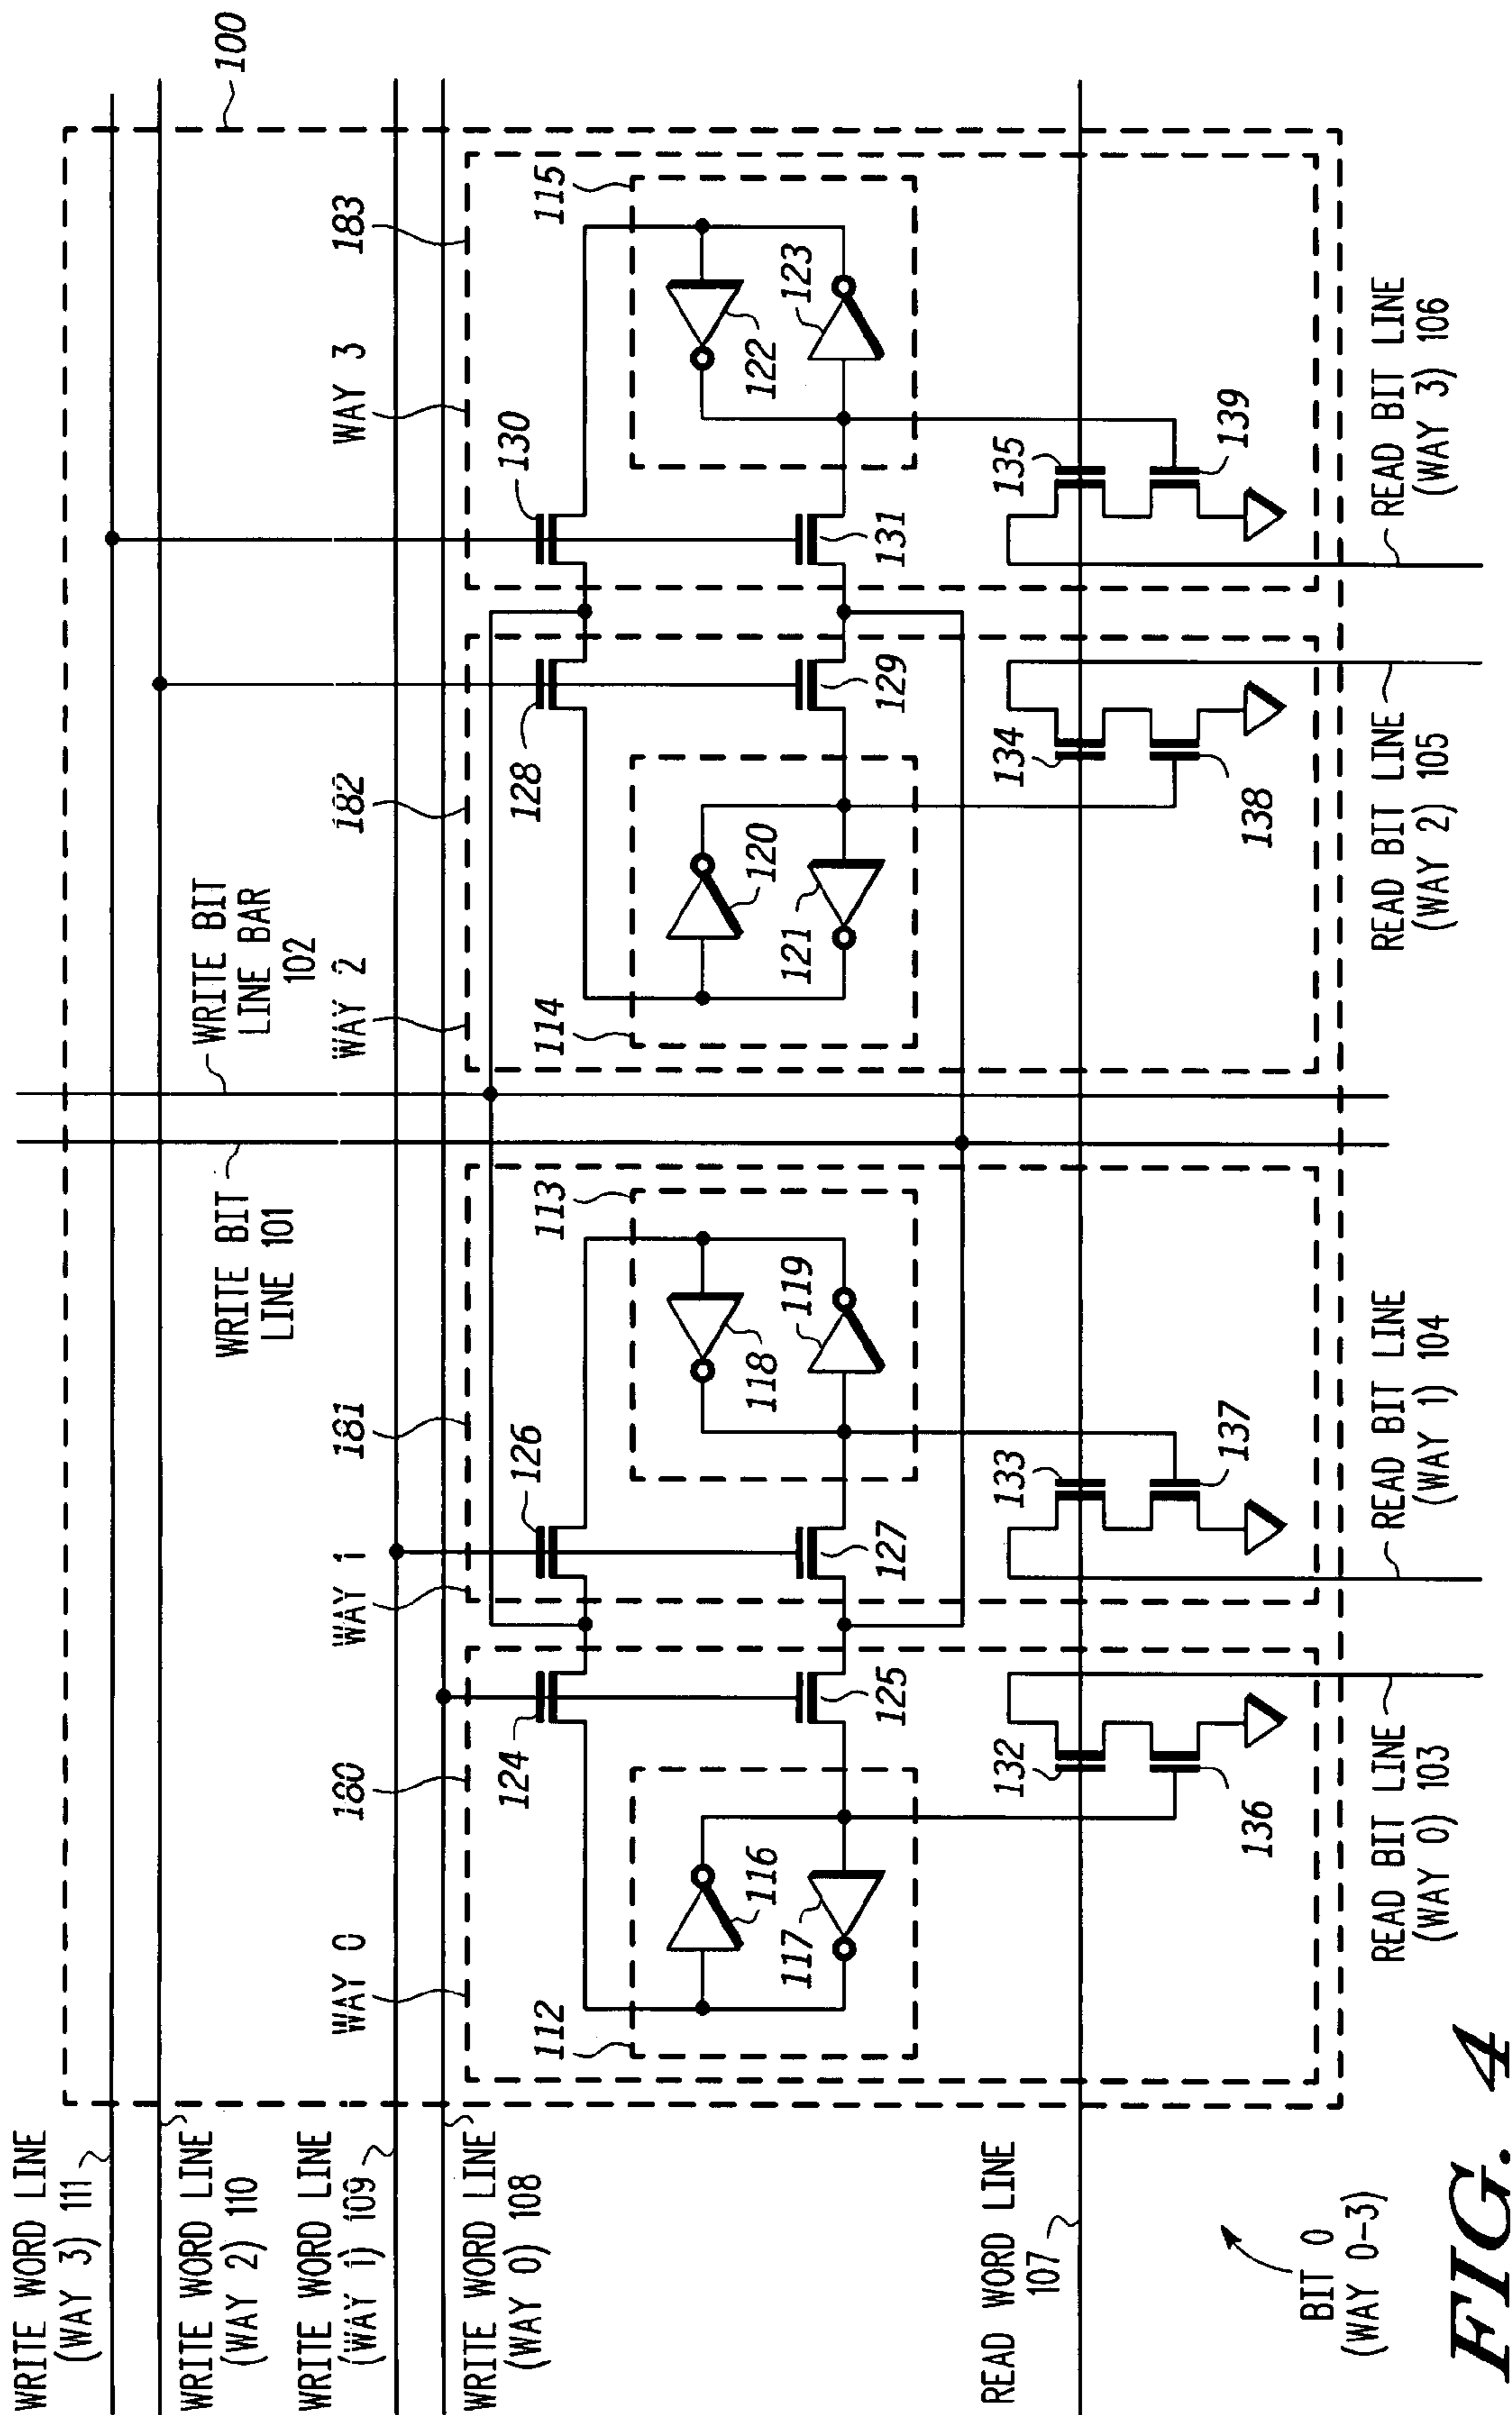 WRITE WORD LINE
(WAY 3) 111
WRITE WORD LINE
(WAY 2) 110
WRITE WORD LINE
(WAY 1) 109
WRITE WORD LINE
(WAY 0) 108
READ WORD LINE
107
BIT 0
(WAY 0-3)
100
WRITE BIT
LINE 101
WRITE BIT
LINE BAR
102
WAY 0
180
WAY 1
181
WAY 2
182
WAY 3
183
112
124
126
113
114
128
130
115
116
118
120
122
117
125
127
119
121
129
131
123
132
133
134
135
136
137
138
139
READ BIT LINE
(WAY 0) 103
READ BIT LINE
(WAY 1) 104
READ BIT LINE
(WAY 2) 105
READ BIT LINE
(WAY 3) 106
FIG. 4